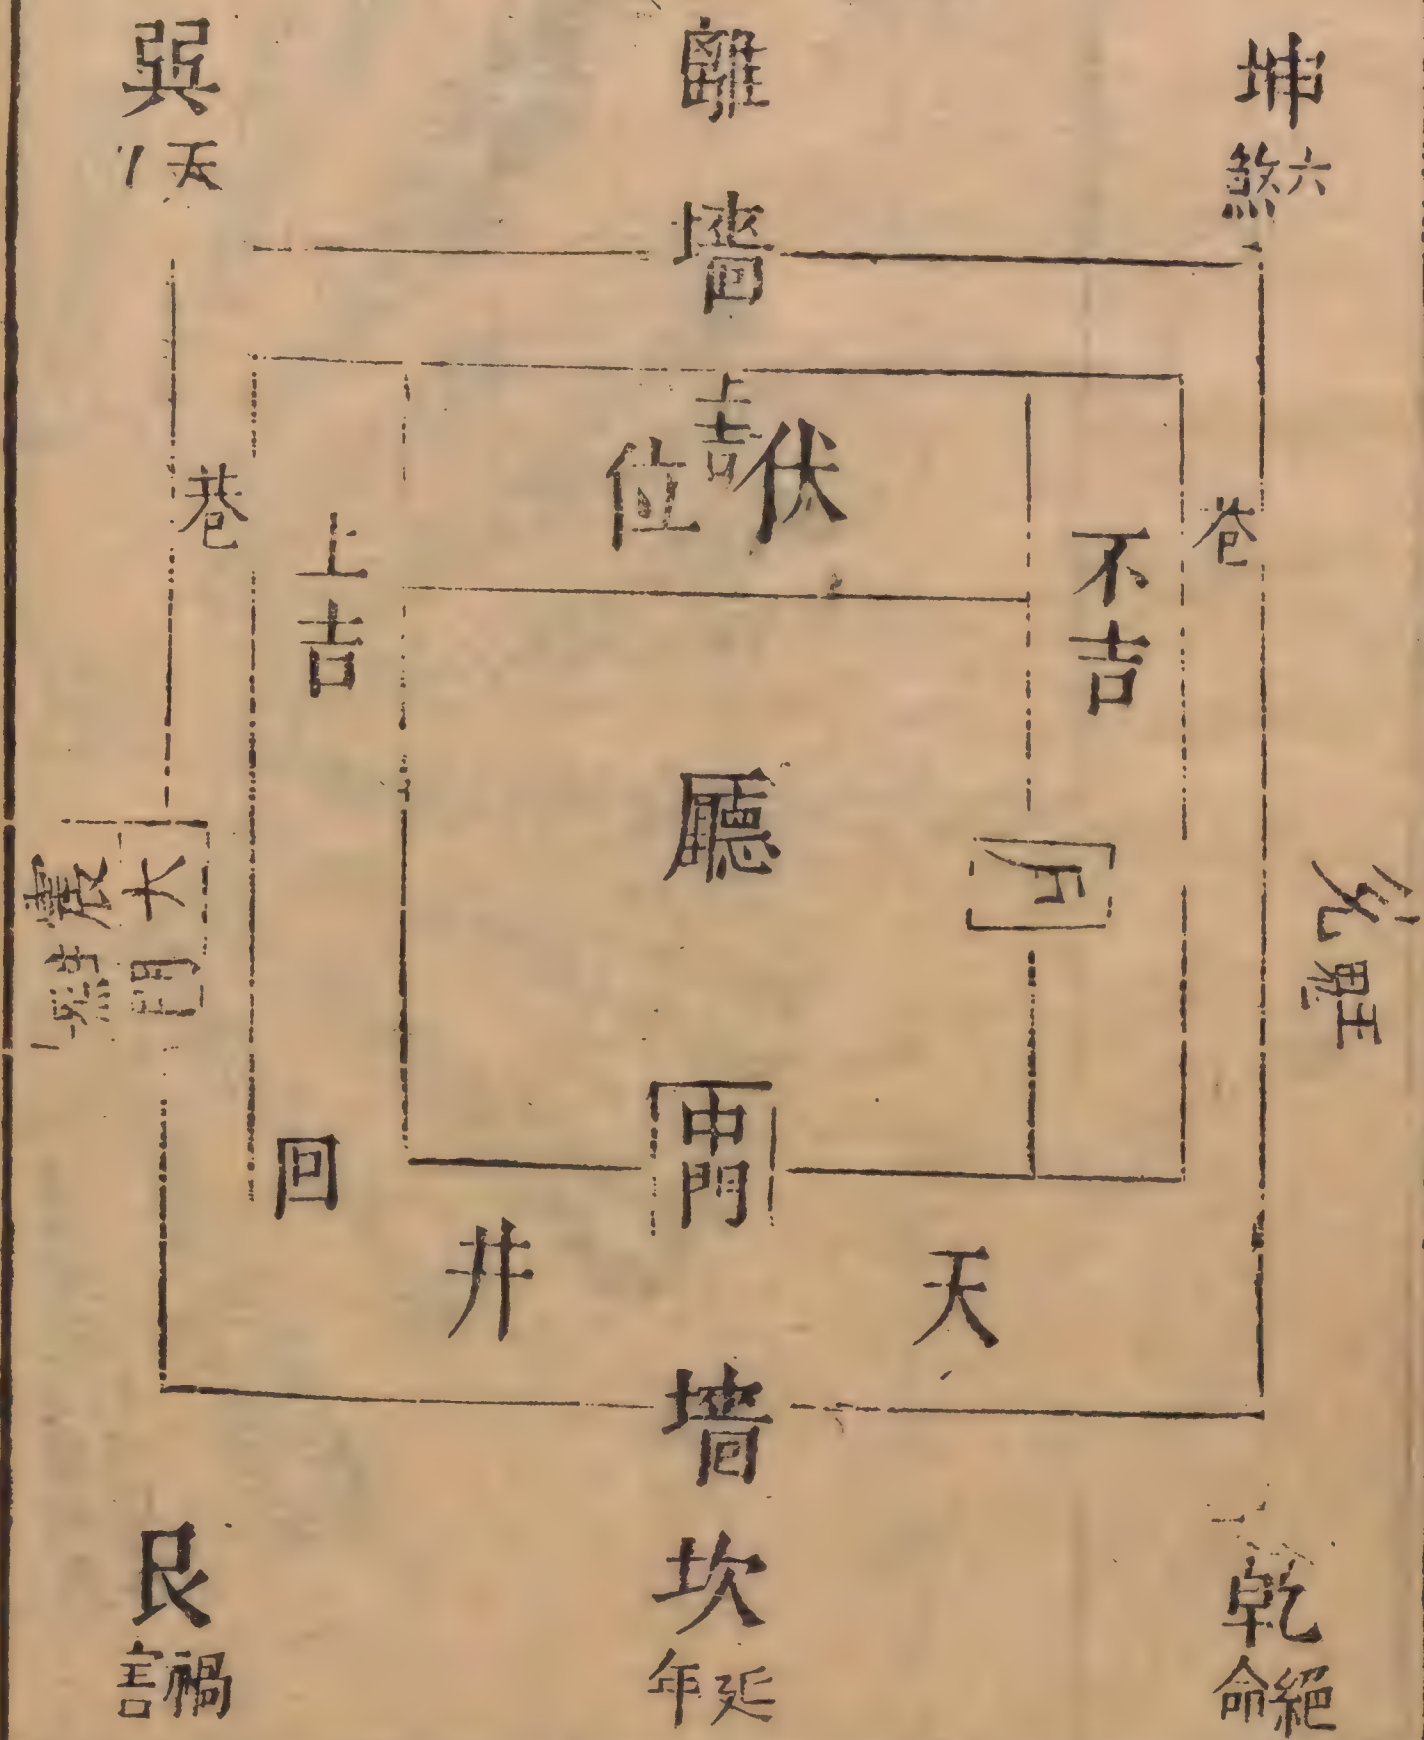 坤
六煞
離
巽
天
墻
上吉
伏位
巷
不吉
上吉
巷
廳
兌
大門
震
中門
回
天井
墻
乾
絕命
坎
延年
艮
禍害